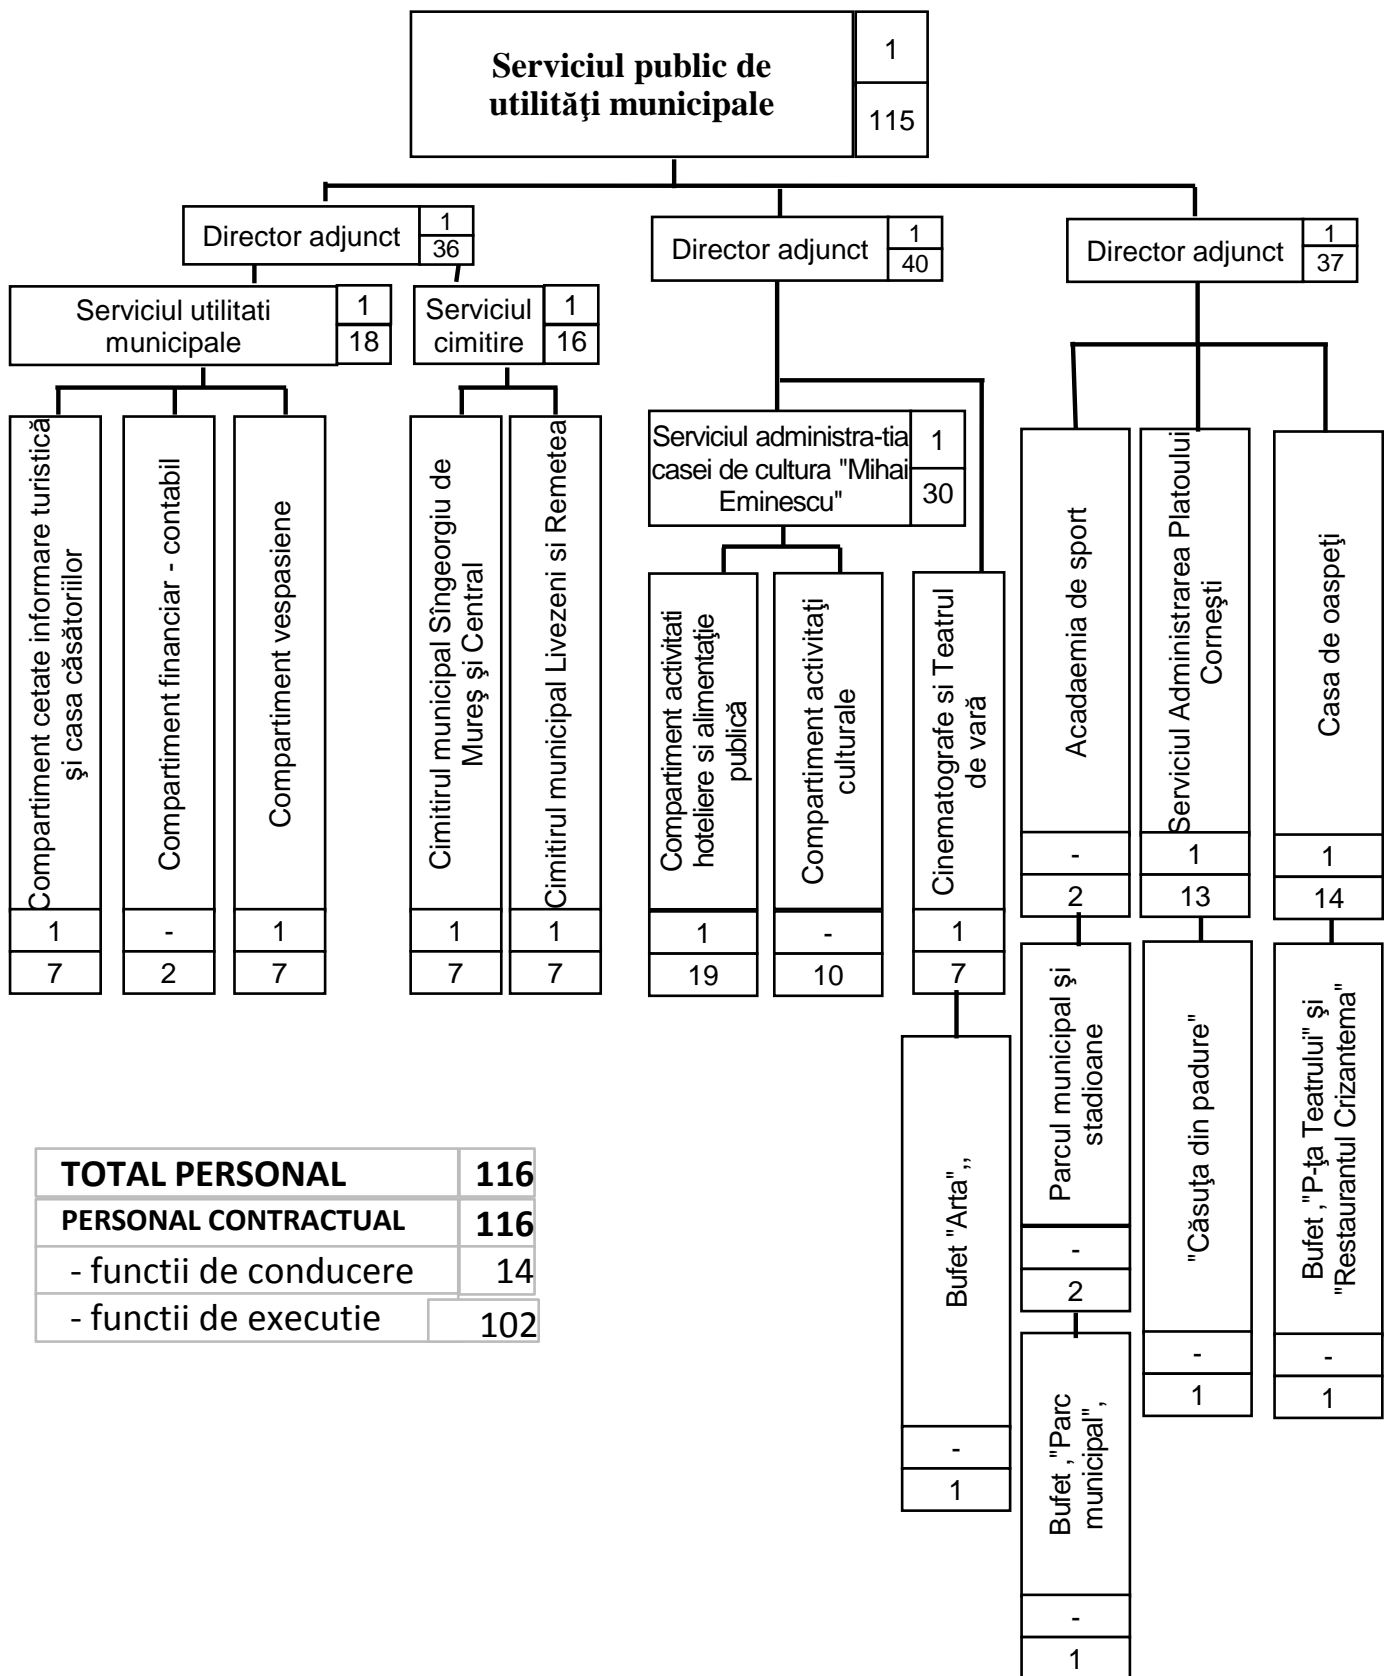 Serviciul public de
utilităţi municipale
1
115
Director adjunct
1
36
Director adjunct
1
40
Director adjunct
1
37
Serviciul utilitati
municipale
1
18
Serviciul
cimitire
1
16
Compartiment cetate informare turistică
şi casa căsătoriilor
1
7
Compartiment financiar - contabil
-
2
Compartiment vespasiene
1
7
Cimitirul municipal Sîngeorgiu de
Mureş şi Central
1
7
Cimitirul municipal Livezeni si Remetea
1
7
Serviciul administra-tia
casei de cultura "Mihai
Eminescu"
1
30
Compartiment activitati
hoteliere si alimentaţie
publică
1
19
Compartiment activitaţi
culturale
-
10
Cinematografe si Teatrul
de vară
1
7
Bufet "Arta",,
-
1
Acadaemia de sport
-
2
Parcul municipal şi
stadioane
-
2
Bufet ,"Parc
municipal",
-
1
Serviciul Administrarea Platoului
Corneşti
1
13
"Căsuţa din padure"
-
1
Casa de oaspeţi
1
14
Bufet ,"P-ţa Teatrului" şi
"Restaurantul Crizantema"
-
1
TOTAL PERSONAL 116
PERSONAL CONTRACTUAL 116
- functii de conducere 14
- functii de executie 102